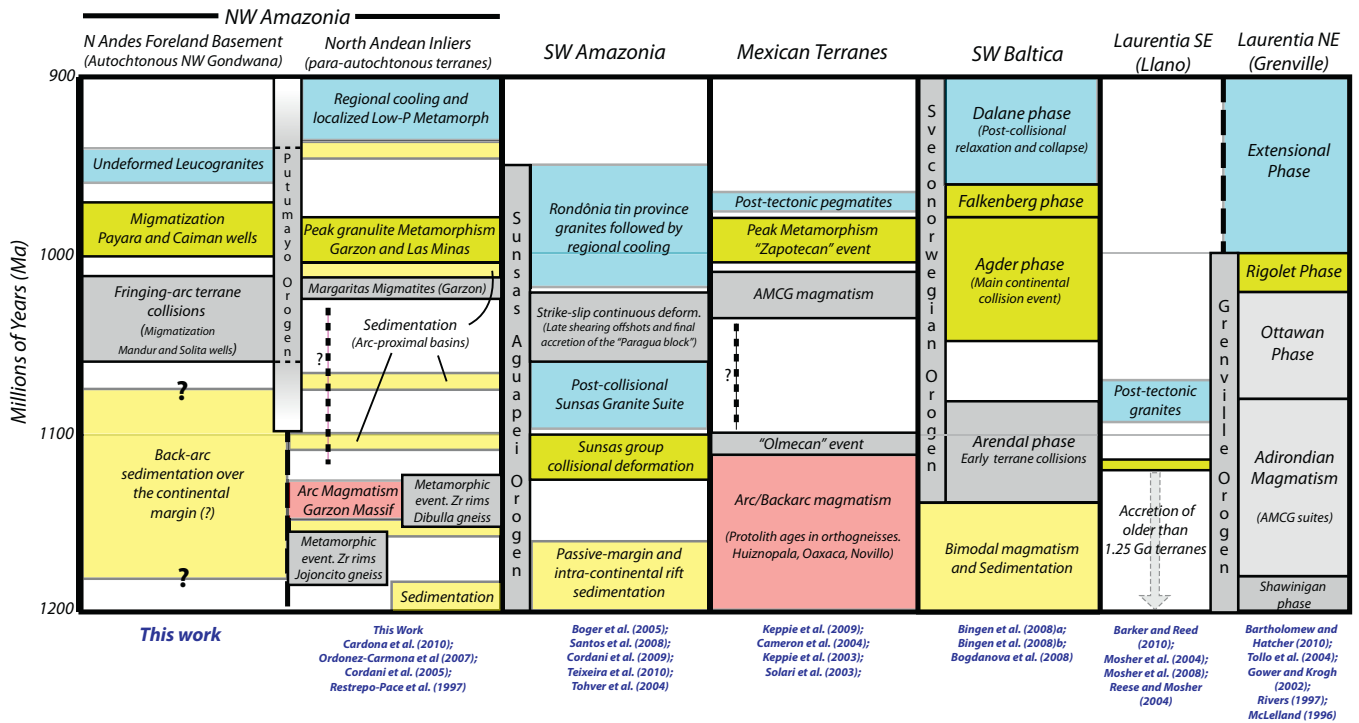 NW Amazonia
N Andes Foreland Basement
(Autochtonous NW Gondwana)
North Andean Inliers
(para-autochtonous terranes)
SW Amazonia
Mexican Terranes
SW Baltica
Laurentia SE
(Llano)
Laurentia NE
(Grenville)
Millions of Years (Ma)
900
1000
1100
1200
Undeformed Leucogranites
Migmatization
Payara and Caiman wells
Fringing-arc terrane
collisions
(Migmatization
Mandur and Solita wells)
?
Back-arc
sedimentation over
the continental
margin (?)
?
Putumayo Orogen
Regional cooling and
localized Low-P Metamorph
Peak granulite Metamorphism
Garzon and Las Minas
Margaritas Migmatites (Garzon)
Sedimentation
(Arc-proximal basins)
?
Arc Magmatism
Garzon Massif
Metamorphic
event. Zr rims
Dibulla gneiss
Metamorphic
event. Zr rims
Jojoncito gneiss
Sedimentation
Sunsas Aguapei Orogen
Rondônia tin province
granites followed by
regional cooling
Strike-slip continuous deform.
(Late shearing offshots and final
accretion of the "Paragua block")
Post-collisional
Sunsas Granite Suite
Sunsas group
collisional deformation
Passive-margin and
intra-continental rift
sedimentation
Post-tectonic pegmatites
Peak Metamorphism
"Zapotecan" event
AMCG magmatism
?
"Olmecan" event
Arc/Backarc magmatism
(Protolith ages in orthogneisses.
Huiznopala, Oaxaca, Novillo)
Sveconorwegian Orogen
Dalane phase
(Post-collisional
relaxation and collapse)
Falkenberg phase
Agder phase
(Main continental
collision event)
Arendal phase
Early terrane collisions
Bimodal magmatism
and Sedimentation
Post-tectonic
granites
Accretion of
older than
1.25 Ga terranes
Grenville Orogen
Extensional
Phase
Rigolet Phase
Ottawan
Phase
Adirondian
Magmatism
(AMCG suites)
Shawinigan
phase
This work
This Work
Cardona et al. (2010);
Ordonez-Carmona et al (2007);
Cordani et al. (2005);
Restrepo-Pace et al. (1997)
Boger et al. (2005);
Santos et al. (2008);
Cordani et al. (2009);
Teixeira et al. (2010);
Tohver et al. (2004)
Keppie et al. (2009);
Cameron et al. (2004);
Keppie et al. (2003);
Solari et al. (2003);
Bingen et al. (2008)a;
Bingen et al. (2008)b;
Bogdanova et al. (2008)
Barker and Reed
(2010);
Mosher et al. (2004);
Mosher et al. (2008);
Reese and Mosher
(2004)
Bartholomew and
Hatcher (2010);
Tollo et al. (2004);
Gower and Krogh
(2002);
Rivers (1997);
McLelland (1996)